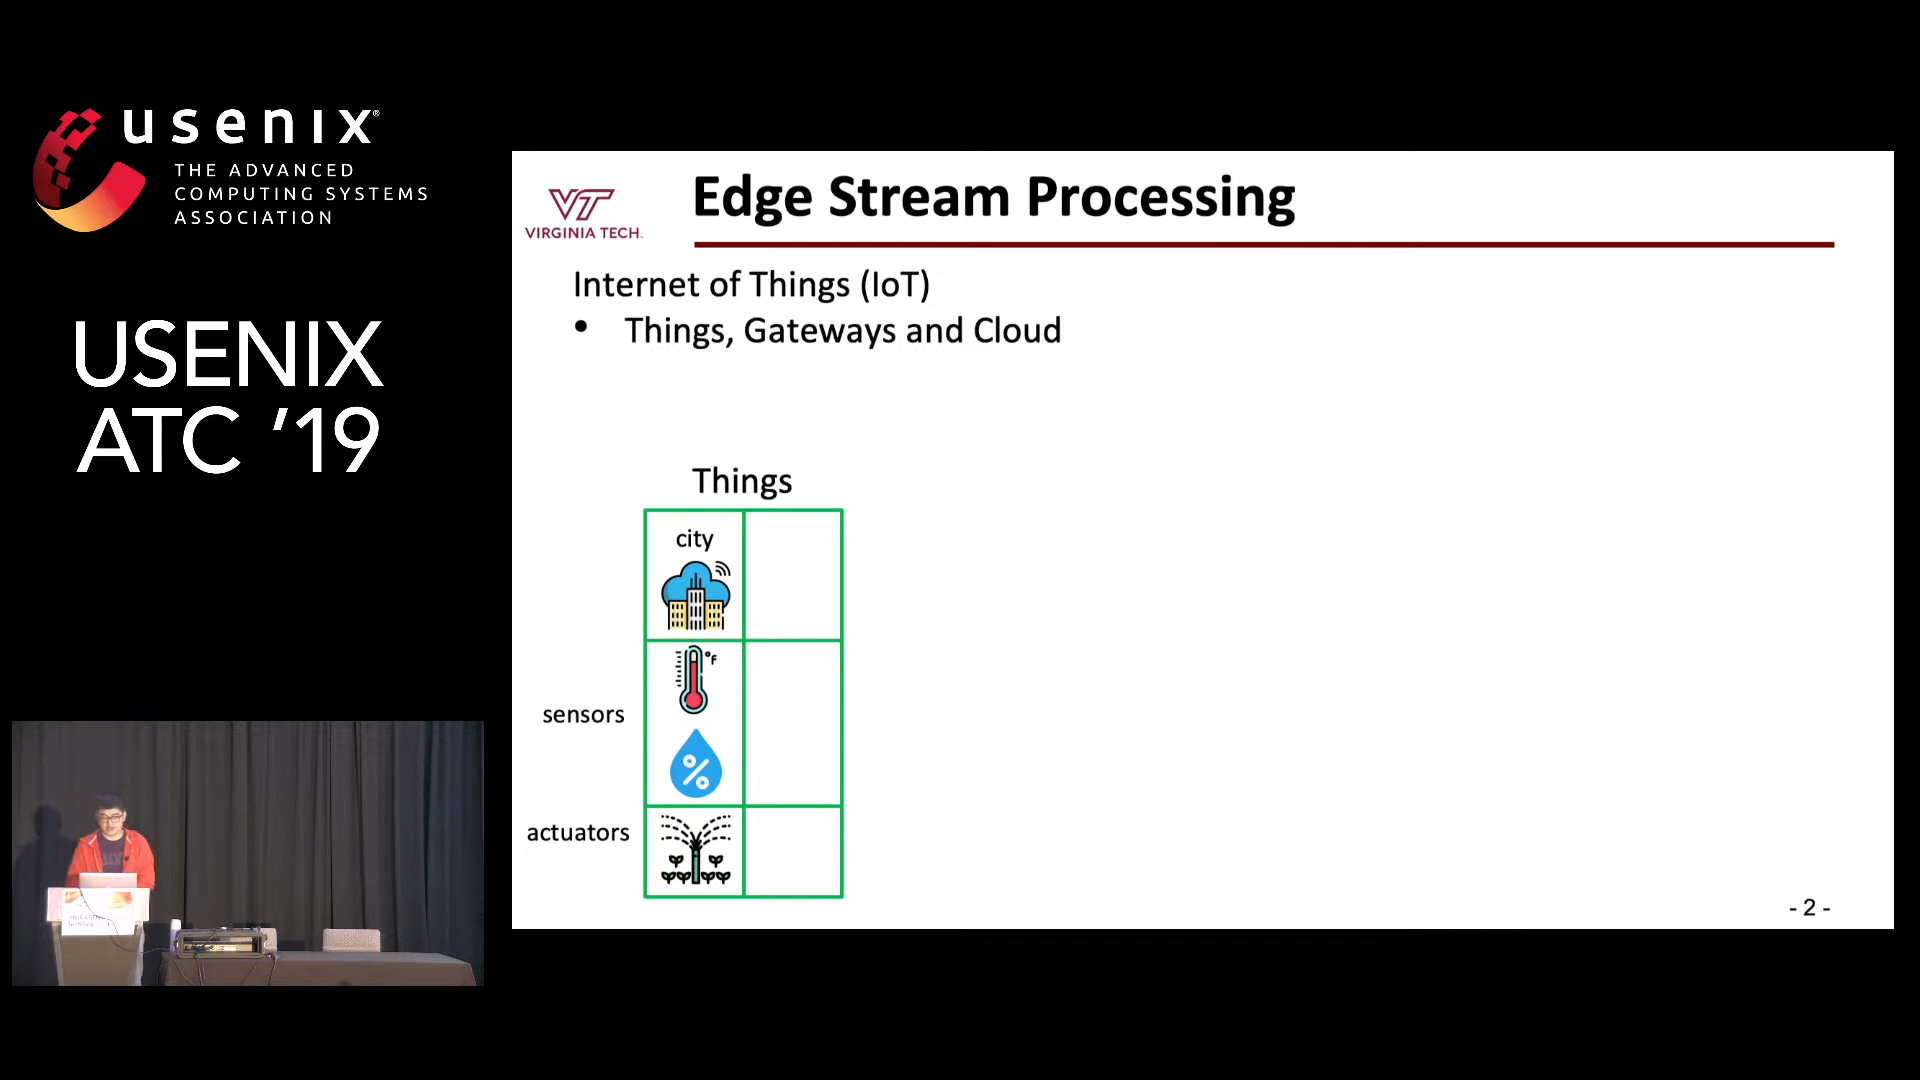 usenix®
THE ADVANCED
COMPUTING SYSTEMS
ASSOCIATION
USENIX
ATC '19
VIRGINIA TECH.
Edge Stream Processing
Internet of Things (IoT)
• Things, Gateways and Cloud
Things
city
°F
sensors
%
actuators
- 2 -